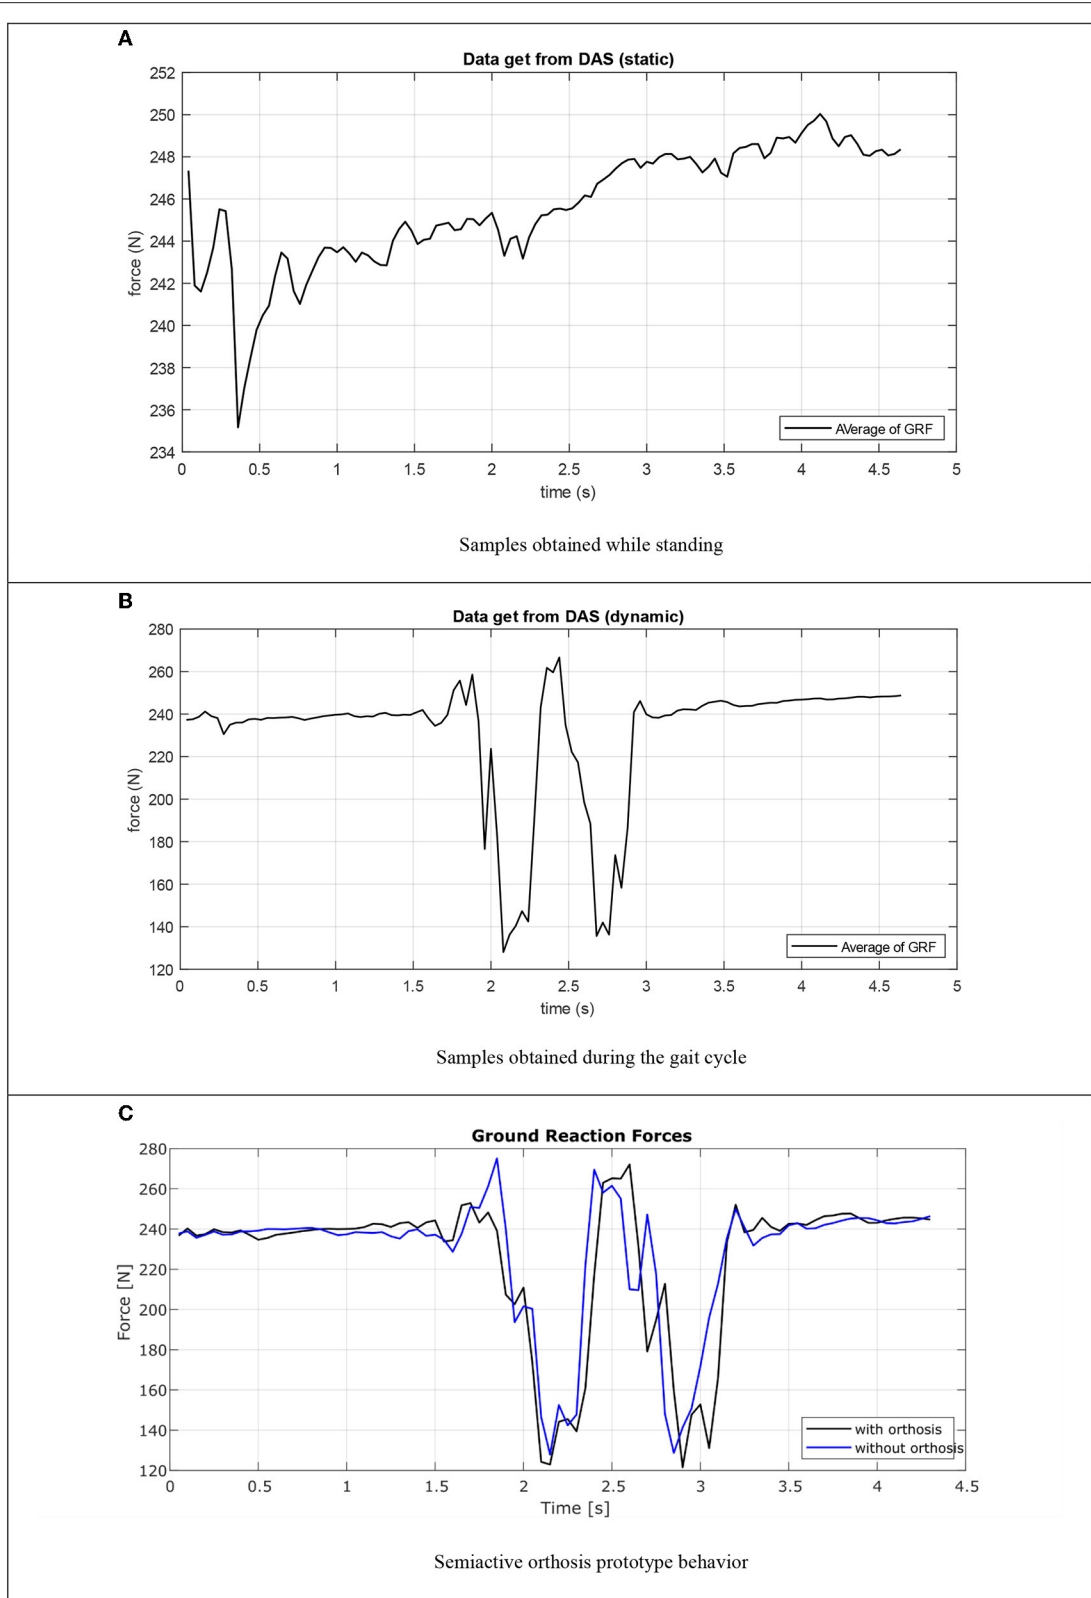 A
Data get from DAS (static)
252
250
248
246
244
242
240
238
236
234
force (N)
AVerage of GRF
0 0.5 1 1.5 2 2.5 3 3.5 4 4.5 5
time (s)
Samples obtained while standing
B
Data get from DAS (dynamic)
280
260
240
220
200
180
160
140
120
force (N)
Average of GRF
0 0.5 1 1.5 2 2.5 3 3.5 4 4.5 5
time (s)
Samples obtained during the gait cycle
C
Ground Reaction Forces
280
260
240
220
200
180
160
140
120
Force [N]
with orthosis
without orthosis
0 0.5 1 1.5 2 2.5 3 3.5 4 4.5
Time [s]
Semiactive orthosis prototype behavior